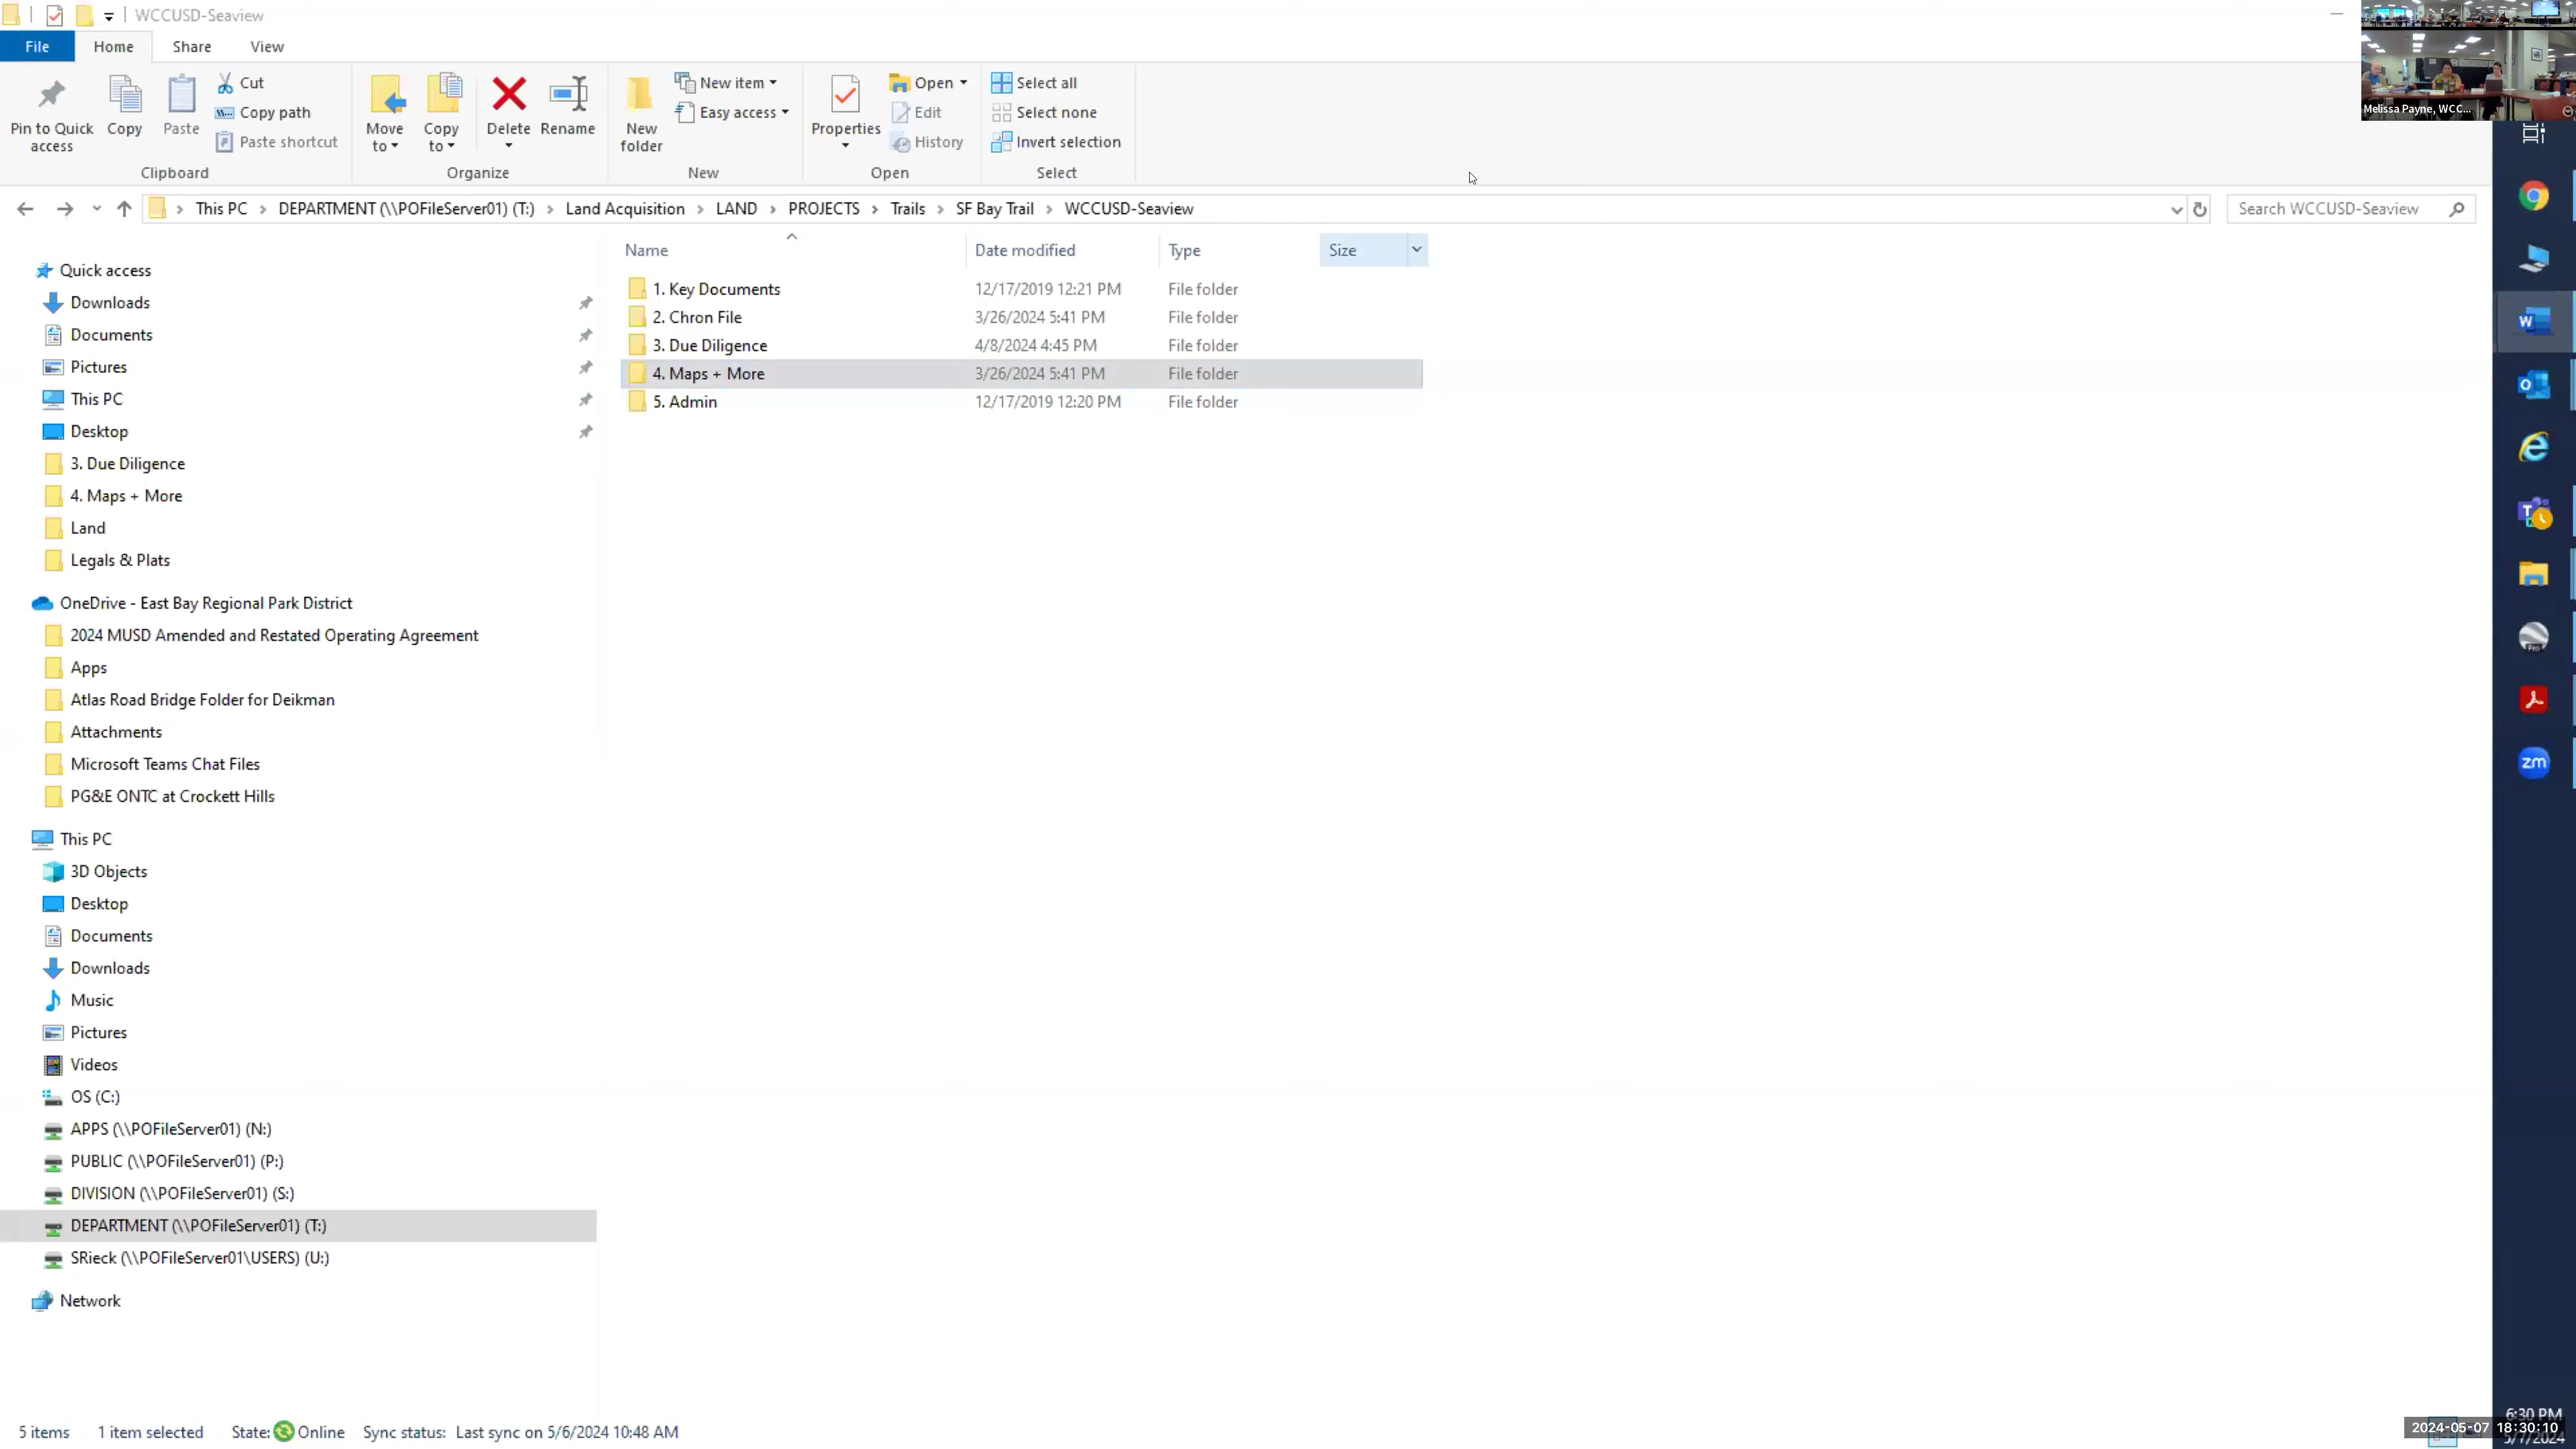 WCCUSD-Seaview
File Home Share View
Pin to Quick access
Copy
Paste
Cut
Copy path
Paste shortcut
Clipboard
Move to
Copy to
Delete
Rename
Organize
New folder
New item
Easy access
New
Properties
Open
Edit
History
Open
Select all
Select none
Invert selection
Select
Melissa Payne, WCC...
This PC DEPARTMENT (\\POFileServer01) (T:) Land Acquisition LAND PROJECTS Trails SF Bay Trail WCCUSD-Seaview
Search WCCUSD-Seaview
Name Date modified Type Size
1. Key Documents 12/17/2019 12:21 PM File folder
2. Chron File 3/26/2024 5:41 PM File folder
3. Due Diligence 4/8/2024 4:45 PM File folder
4. Maps + More 3/26/2024 5:41 PM File folder
5. Admin 12/17/2019 12:20 PM File folder
Quick access
Downloads
Documents
Pictures
This PC
Desktop
3. Due Diligence
4. Maps + More
Land
Legals & Plats
OneDrive - East Bay Regional Park District
2024 MUSD Amended and Restated Operating Agreement
Apps
Atlas Road Bridge Folder for Deikman
Attachments
Microsoft Teams Chat Files
PG&E ONTC at Crockett Hills
This PC
3D Objects
Desktop
Documents
Downloads
Music
Pictures
Videos
OS (C:)
APPS (\\POFileServer01) (N:)
PUBLIC (\\POFileServer01) (P:)
DIVISION (\\POFileServer01) (S:)
DEPARTMENT (\\POFileServer01) (T:)
SRieck (\\POFileServer01\USERS) (U:)
Network
5 items 1 item selected State: Online Sync status: Last sync on 5/6/2024 10:48 AM
zm
6:30 PM
2024-05-07 18:30:10
5/7/2024